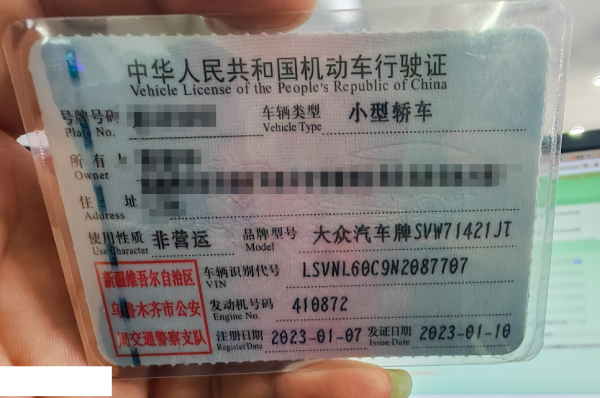 中华人民共和国机动车行驶证
Vehicle License of the People's Republic of China
号牌号码 车辆类型 小型轿车
Plate No. Vehicle Type
所有人
Owner
住址
Address
使用性质 非营运 品牌型号 大众汽车牌SVW71421JT
Use Character Model
新疆维吾尔自治区
乌鲁木齐市公安
局交通警察支队
车辆识别代号 LSVNL60C9N2087707
VIN
发动机号码 410872
Engine No.
注册日期 2023-01-07 发证日期 2023-01-10
Register Date Issue Date